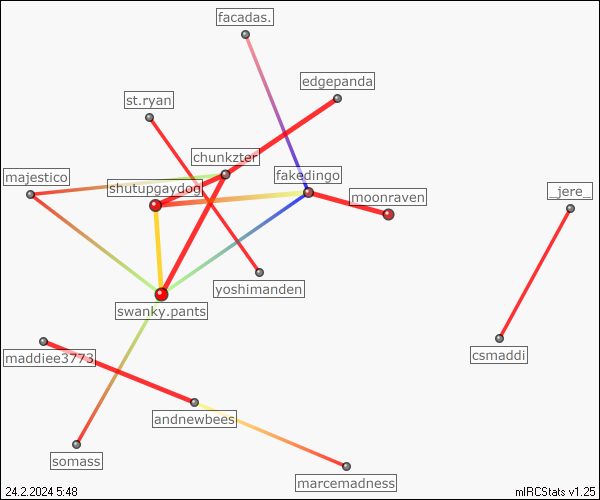 facadas.
edgepanda
st.ryan
chunkzter
majestico
fakedingo
shutupgaydog
moonraven
_jere_
yoshimanden
swanky.pants
maddiee3773
csmaddi
andnewbees
somass
marcemadness
24.2.2024 5:48
mIRCStats v1.25